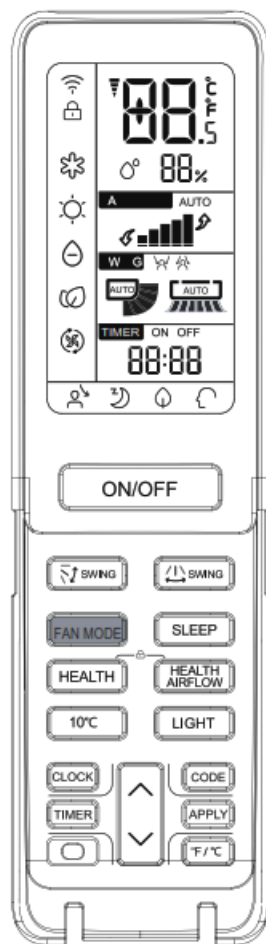 88.5 °C °F
88%
A AUTO
W G
AUTO AUTO
TIMER ON OFF
88:88
z
ON/OFF
SWING SWING
FAN MODE SLEEP
HEALTH HEALTH AIRFLOW
10°C LIGHT
CLOCK CODE
TIMER APPLY
°F/°C